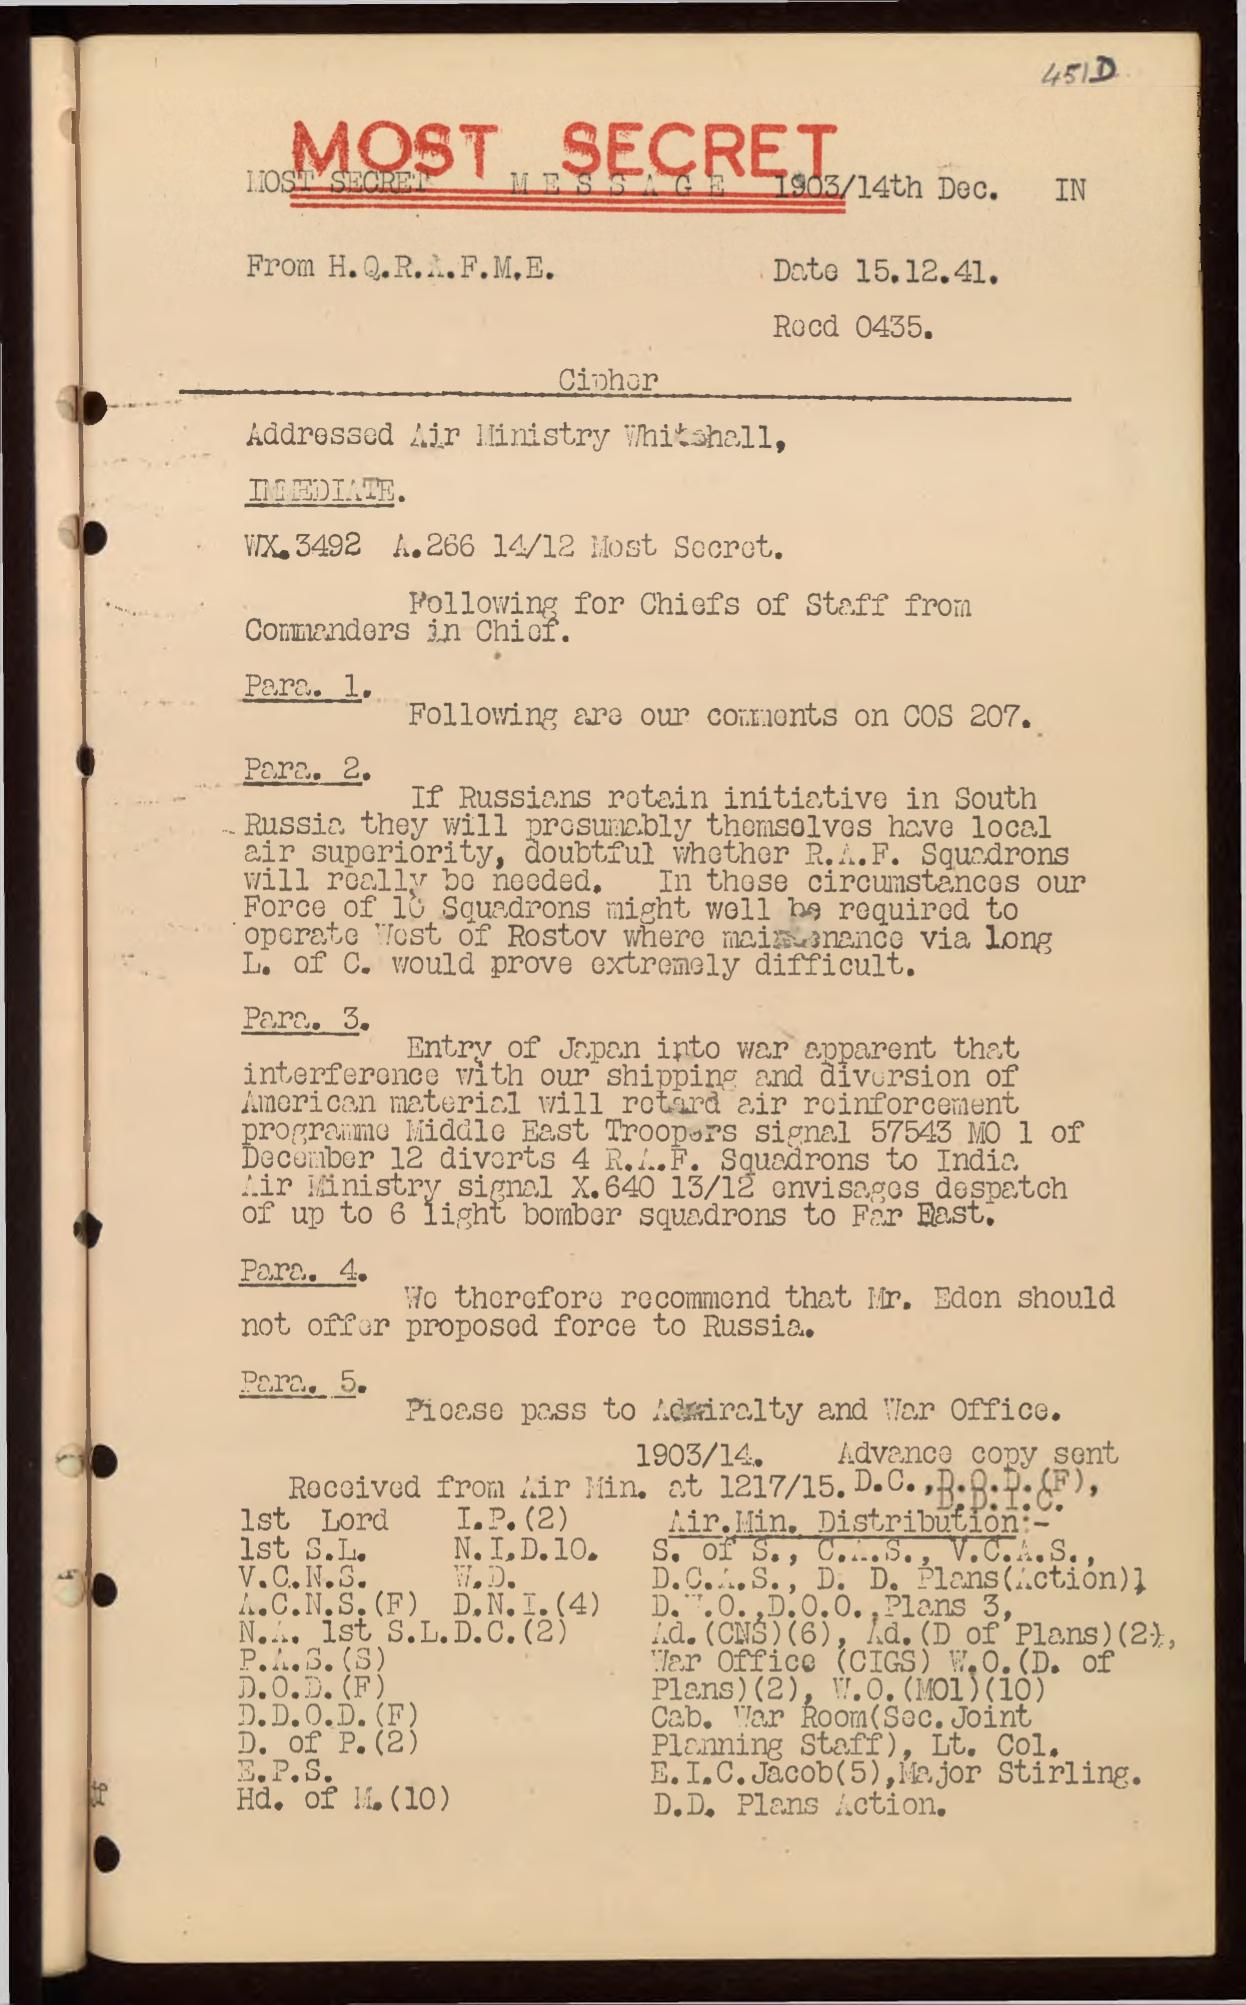 451D
MOST SECRET
MOST SECRET MESSAGE 1903/14th Dec. IN
From H.Q.R.A.F.M.E. Date 15.12.41.
Recd 0435.
Cipher
Addressed Air Ministry Whitehall,
IMMEDIATE.
WX.3492 A.266 14/12 Most Secret.
Following for Chiefs of Staff from
Commanders in Chief.
Para. 1.
Following are our comments on COS 207.
Para. 2.
If Russians retain initiative in South
Russia they will presumably themselves have local
air superiority, doubtful whether R.A.F. Squadrons
will really be needed. In these circumstances our
Force of 10 Squadrons might well be required to
operate West of Rostov where maintenance via long
L. of C. would prove extremely difficult.
Para. 3.
Entry of Japan into war apparent that
interference with our shipping and diversion of
American material will retard air reinforcement
programme Middle East Troopers signal 57543 MO 1 of
December 12 diverts 4 R.A.F. Squadrons to India
Air Ministry signal X.640 13/12 envisages despatch
of up to 6 light bomber squadrons to Far East.
Para. 4.
We therefore recommend that Mr. Eden should
not offer proposed force to Russia.
Para. 5.
Please pass to Admiralty and War Office.
1903/14. Advance copy sent
Received from Air Min. at 1217/15. D.C., D.O.D.(F),
D.D.I.C.
1st Lord I.P.(2)
1st S.L. N.I.D.10.
V.C.N.S. W.D.
A.C.N.S.(F) D.N.I.(4)
N.A. 1st S.L.D.C.(2)
P.A.S.(S)
D.O.D.(F)
D.D.O.D.(F)
D. of P.(2)
E.P.S.
Hd. of M.(10)
Air.Min. Distribution:-
S. of S., C.A.S., V.C.A.S.,
D.C.A.S., D. D. Plans(Action)1
D.W.O.,D.O.O.,Plans 3,
Ad.(CNS)(6), Ad.(D of Plans)(2),
War Office (CIGS) W.O.(D. of
Plans)(2), W.O.(MO1)(10)
Cab. War Room(Sec.Joint
Planning Staff), Lt. Col.
E.I.C.Jacob(5),Major Stirling.
D.D. Plans Action.